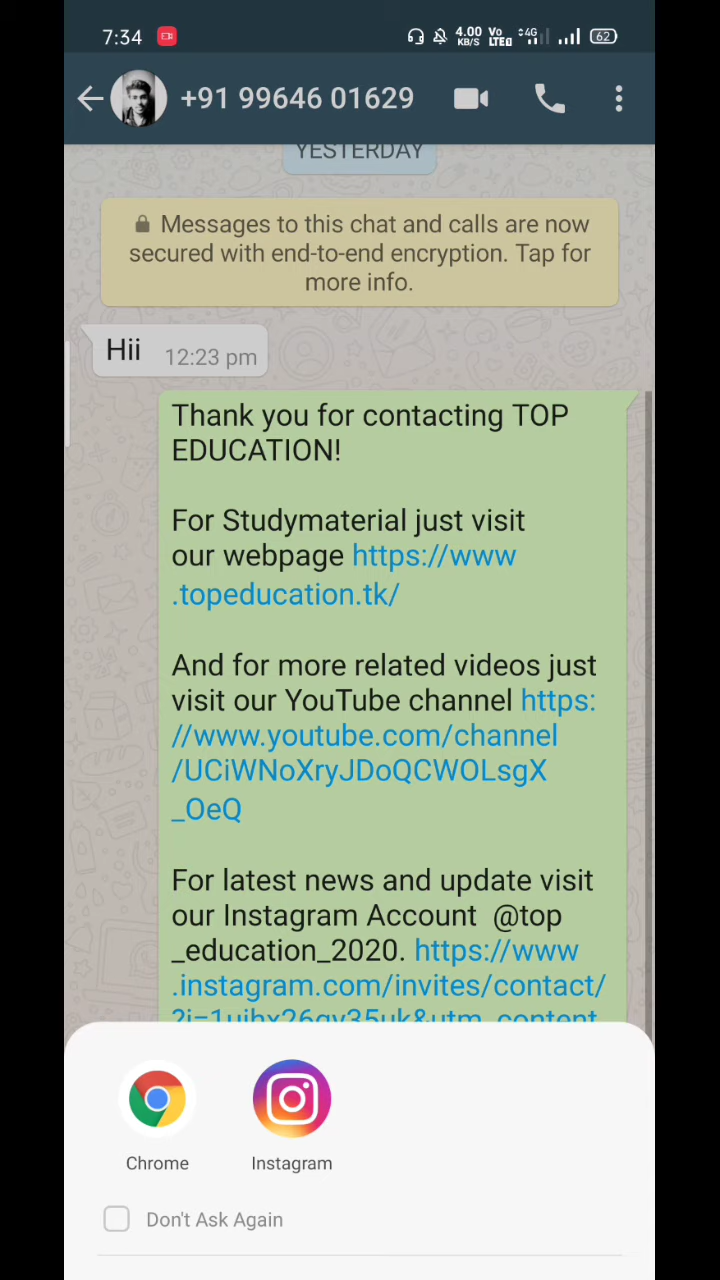 7:34 4.00 KB/S Vo LTE 4G 62
+91 99646 01629
YESTERDAY
Messages to this chat and calls are now
secured with end-to-end encryption. Tap for
more info.
Hii 12:23 pm
Thank you for contacting TOP
EDUCATION!
For Studymaterial just visit
our webpage https://www
.topeducation.tk/
And for more related videos just
visit our YouTube channel https:
//www.youtube.com/channel
/UCiWNoXryJDoQCWOLsgX
_OeQ
For latest news and update visit
our Instagram Account @top
_education_2020. https://www
.instagram.com/invites/contact/
Chrome Instagram
Don't Ask Again